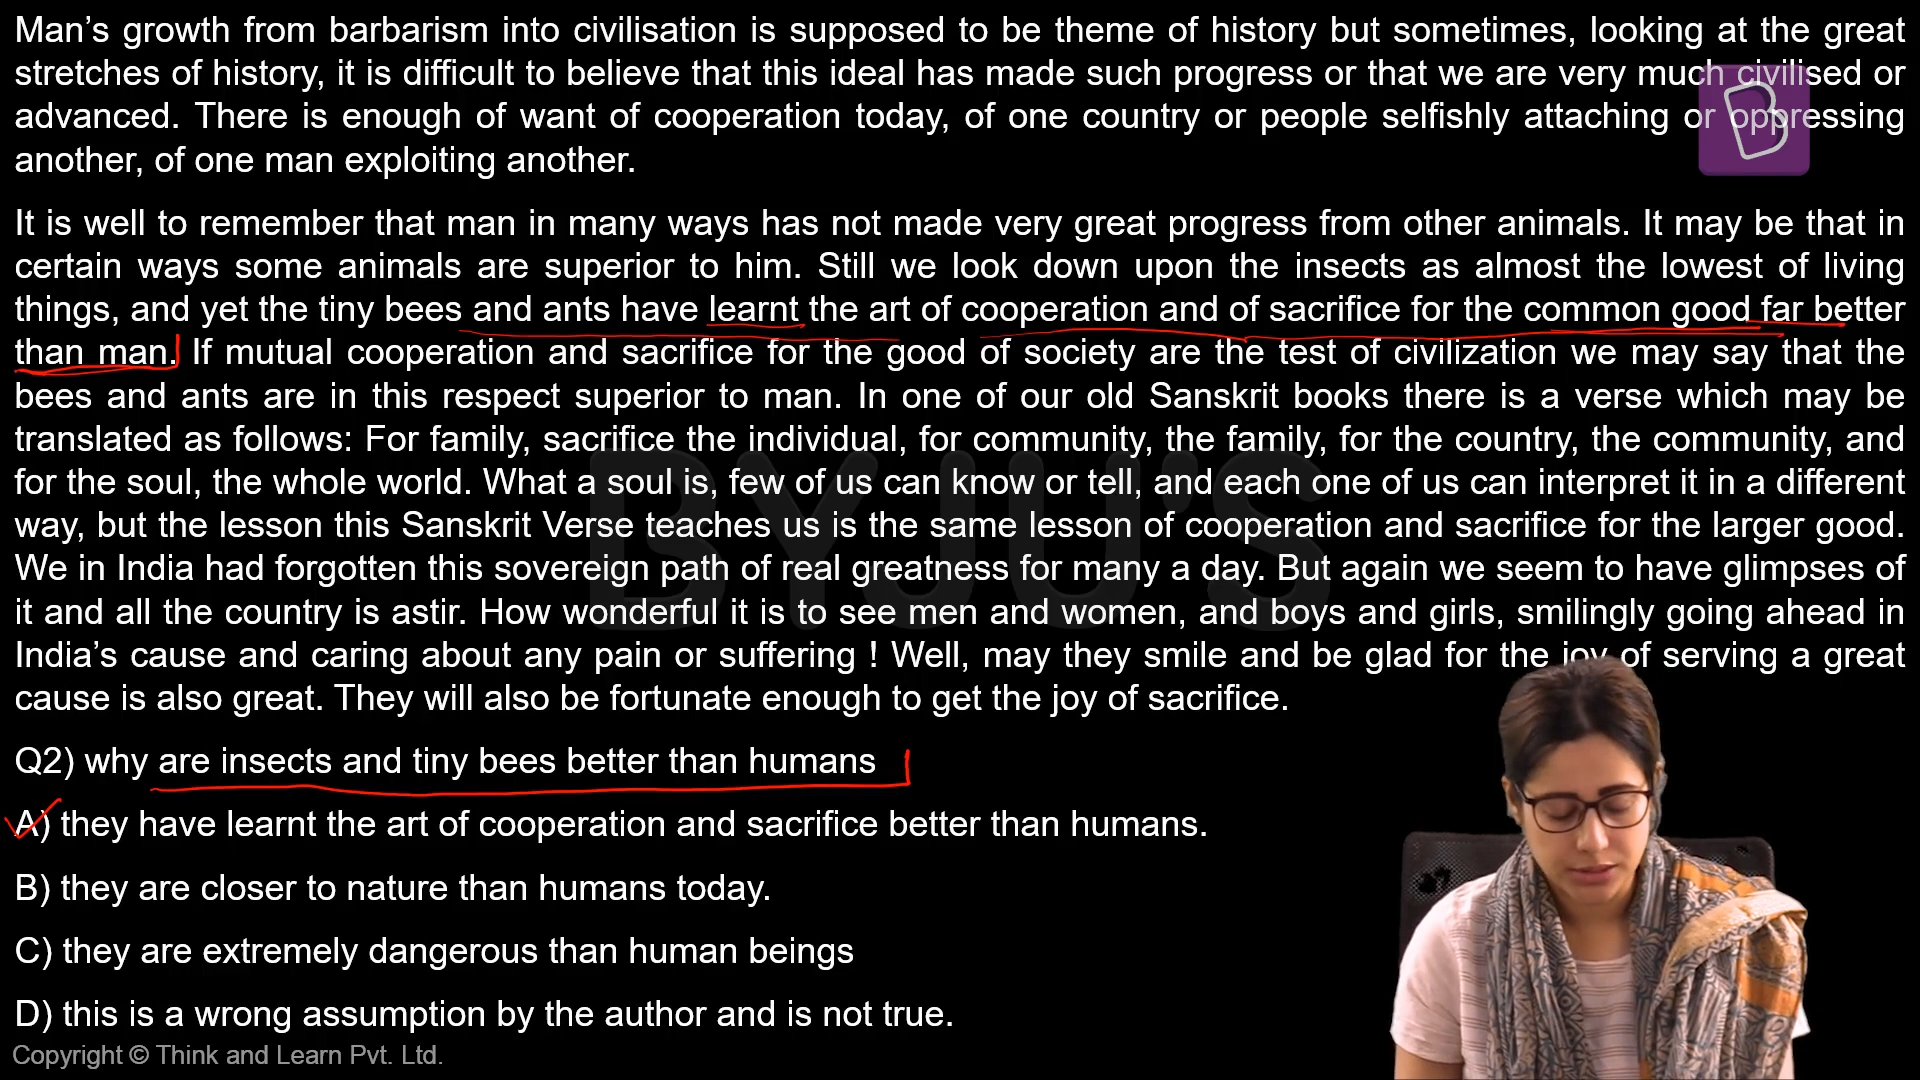 Man’s growth from barbarism into civilisation is supposed to be theme of history but sometimes, looking at the great
stretches of history, it is difficult to believe that this ideal has made such progress or that we are very much civilised or
advanced. There is enough of want of cooperation today, of one country or people selfishly attaching or oppressing
another, of one man exploiting another.
It is well to remember that man in many ways has not made very great progress from other animals. It may be that in
certain ways some animals are superior to him. Still we look down upon the insects as almost the lowest of living
things, and yet the tiny bees and ants have learnt the art of cooperation and of sacrifice for the common good far better
than man. If mutual cooperation and sacrifice for the good of society are the test of civilization we may say that the
bees and ants are in this respect superior to man. In one of our old Sanskrit books there is a verse which may be
translated as follows: For family, sacrifice the individual, for community, the family, for the country, the community, and
for the soul, the whole world. What a soul is, few of us can know or tell, and each one of us can interpret it in a different
way, but the lesson this Sanskrit Verse teaches us is the same lesson of cooperation and sacrifice for the larger good.
We in India had forgotten this sovereign path of real greatness for many a day. But again we seem to have glimpses of
it and all the country is astir. How wonderful it is to see men and women, and boys and girls, smilingly going ahead in
India’s cause and caring about any pain or suffering ! Well, may they smile and be glad for the joy of serving a great
cause is also great. They will also be fortunate enough to get the joy of sacrifice.
BYJU'S
Q2) why are insects and tiny bees better than humans
A) they have learnt the art of cooperation and sacrifice better than humans.
B) they are closer to nature than humans today.
C) they are extremely dangerous than human beings
D) this is a wrong assumption by the author and is not true.
Copyright © Think and Learn Pvt. Ltd.